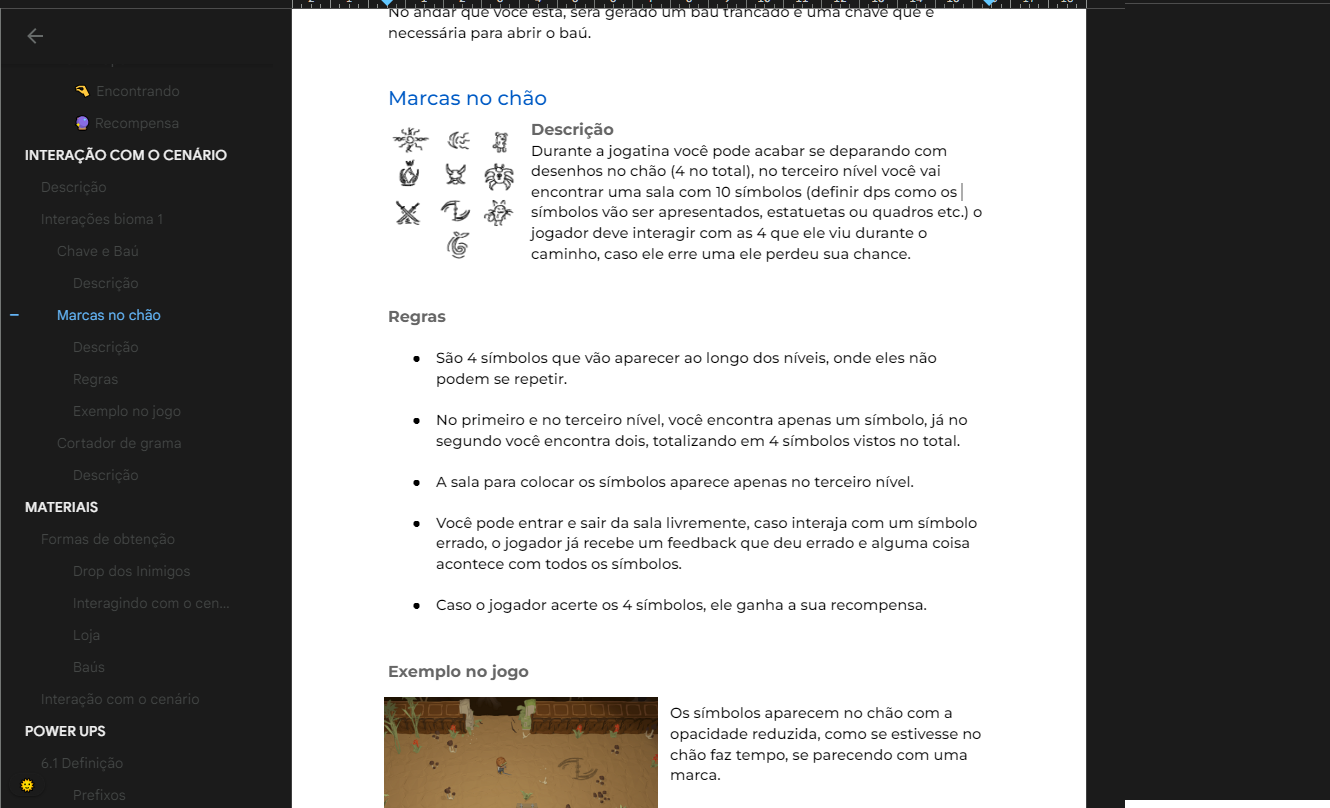 Encontrando
Recompensa
INTERAÇÃO COM O CENÁRIO
Descrição
Interações bioma 1
Chave e Baú
Descrição
Marcas no chão
Descrição
Regras
Exemplo no jogo
Cortador de grama
Descrição
MATERIAIS
Formas de obtenção
Drop dos Inimigos
Interagindo com o cen...
Loja
Baús
Interação com o cenário
POWER UPS
6.1 Definição
Prefixos
No andar que você está, será gerado um baú trancado e uma chave que é
necessária para abrir o baú.
Marcas no chão
Descrição
Durante a jogatina você pode acabar se deparando com
desenhos no chão (4 no total), no terceiro nível você vai
encontrar uma sala com 10 símbolos (definir dps como os
símbolos vão ser apresentados, estatuetas ou quadros etc.) o
jogador deve interagir com as 4 que ele viu durante o
caminho, caso ele erre uma ele perdeu sua chance.
Regras
● São 4 símbolos que vão aparecer ao longo dos níveis, onde eles não
podem se repetir.
● No primeiro e no terceiro nível, você encontra apenas um símbolo, já no
segundo você encontra dois, totalizando em 4 símbolos vistos no total.
● A sala para colocar os símbolos aparece apenas no terceiro nível.
● Você pode entrar e sair da sala livremente, caso interaja com um símbolo
errado, o jogador já recebe um feedback que deu errado e alguma coisa
acontece com todos os símbolos.
● Caso o jogador acerte os 4 símbolos, ele ganha a sua recompensa.
Exemplo no jogo
Os símbolos aparecem no chão com a
opacidade reduzida, como se estivesse no
chão faz tempo, se parecendo com uma
marca.